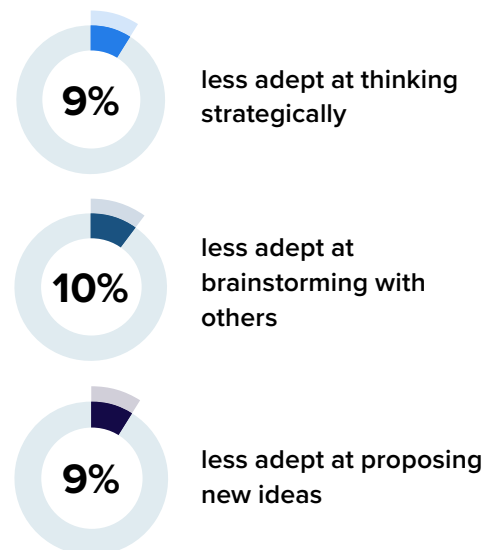 9%
less adept at thinking
strategically
10%
less adept at
brainstorming with
others
9%
less adept at proposing
new ideas